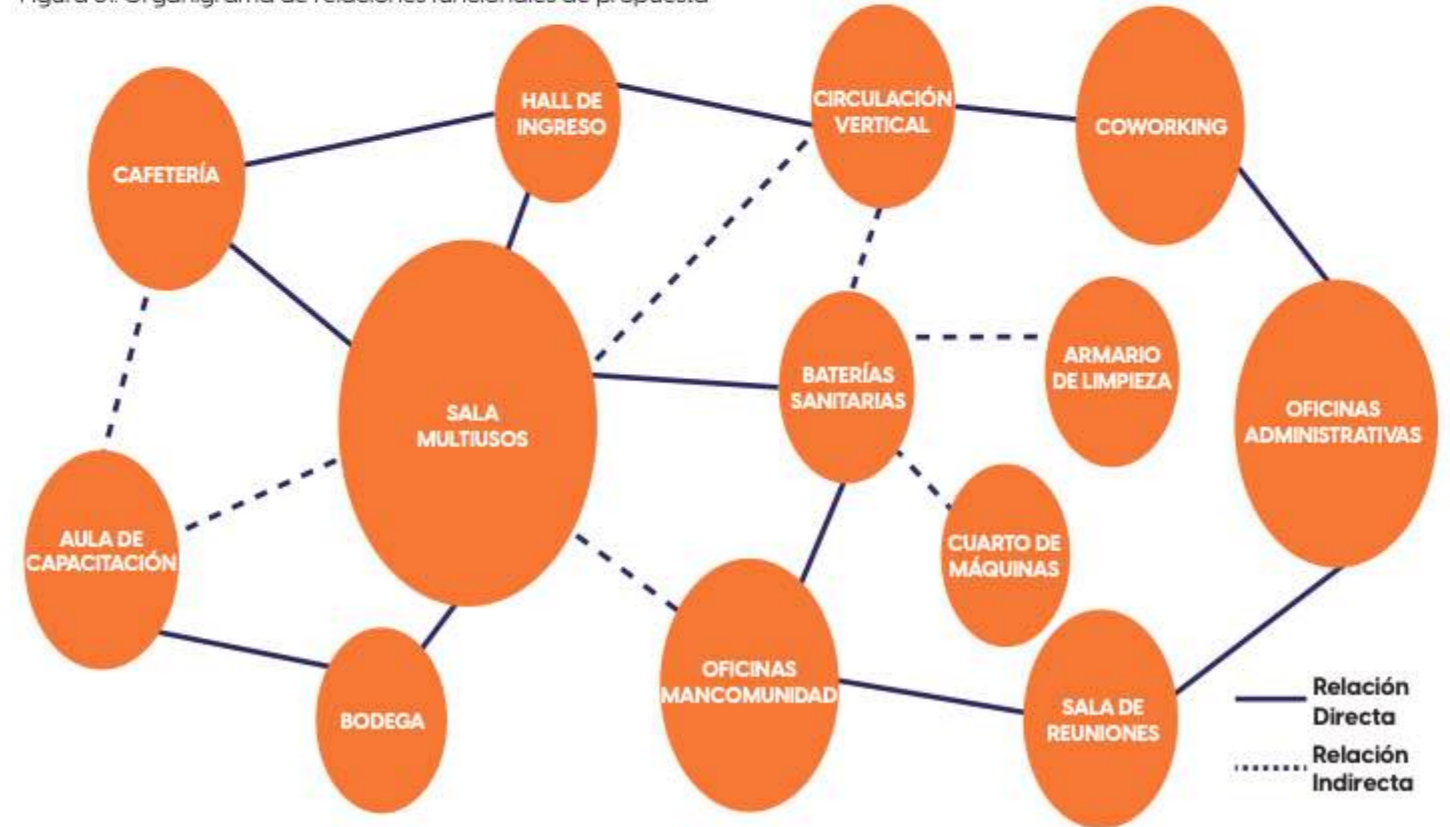 HALL DE
INGRESO
CIRCULACIÓN
VERTICAL
COWORKING
CAFETERÍA
ARMARIO
DE LIMPIEZA
BATERÍAS
SANITARIAS
SALA
MULTIUSOS
OFICINAS
ADMINISTRATIVAS
AULA DE
CAPACITACIÓN
CUARTO DE
MÁQUINAS
OFICINAS
MANCOMUNIDAD
BODEGA
SALA DE
REUNIONES
Relación
Directa
Relación
Indirecta